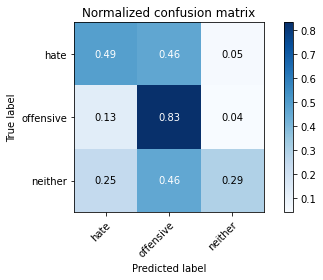 Normalized confusion matrix
hate 0.49 0.46 0.05
offensive 0.13 0.83 0.04
neither 0.25 0.46 0.29
hate offensive neither
True label
Predicted label
0.8
0.7
0.6
0.5
0.4
0.3
0.2
0.1